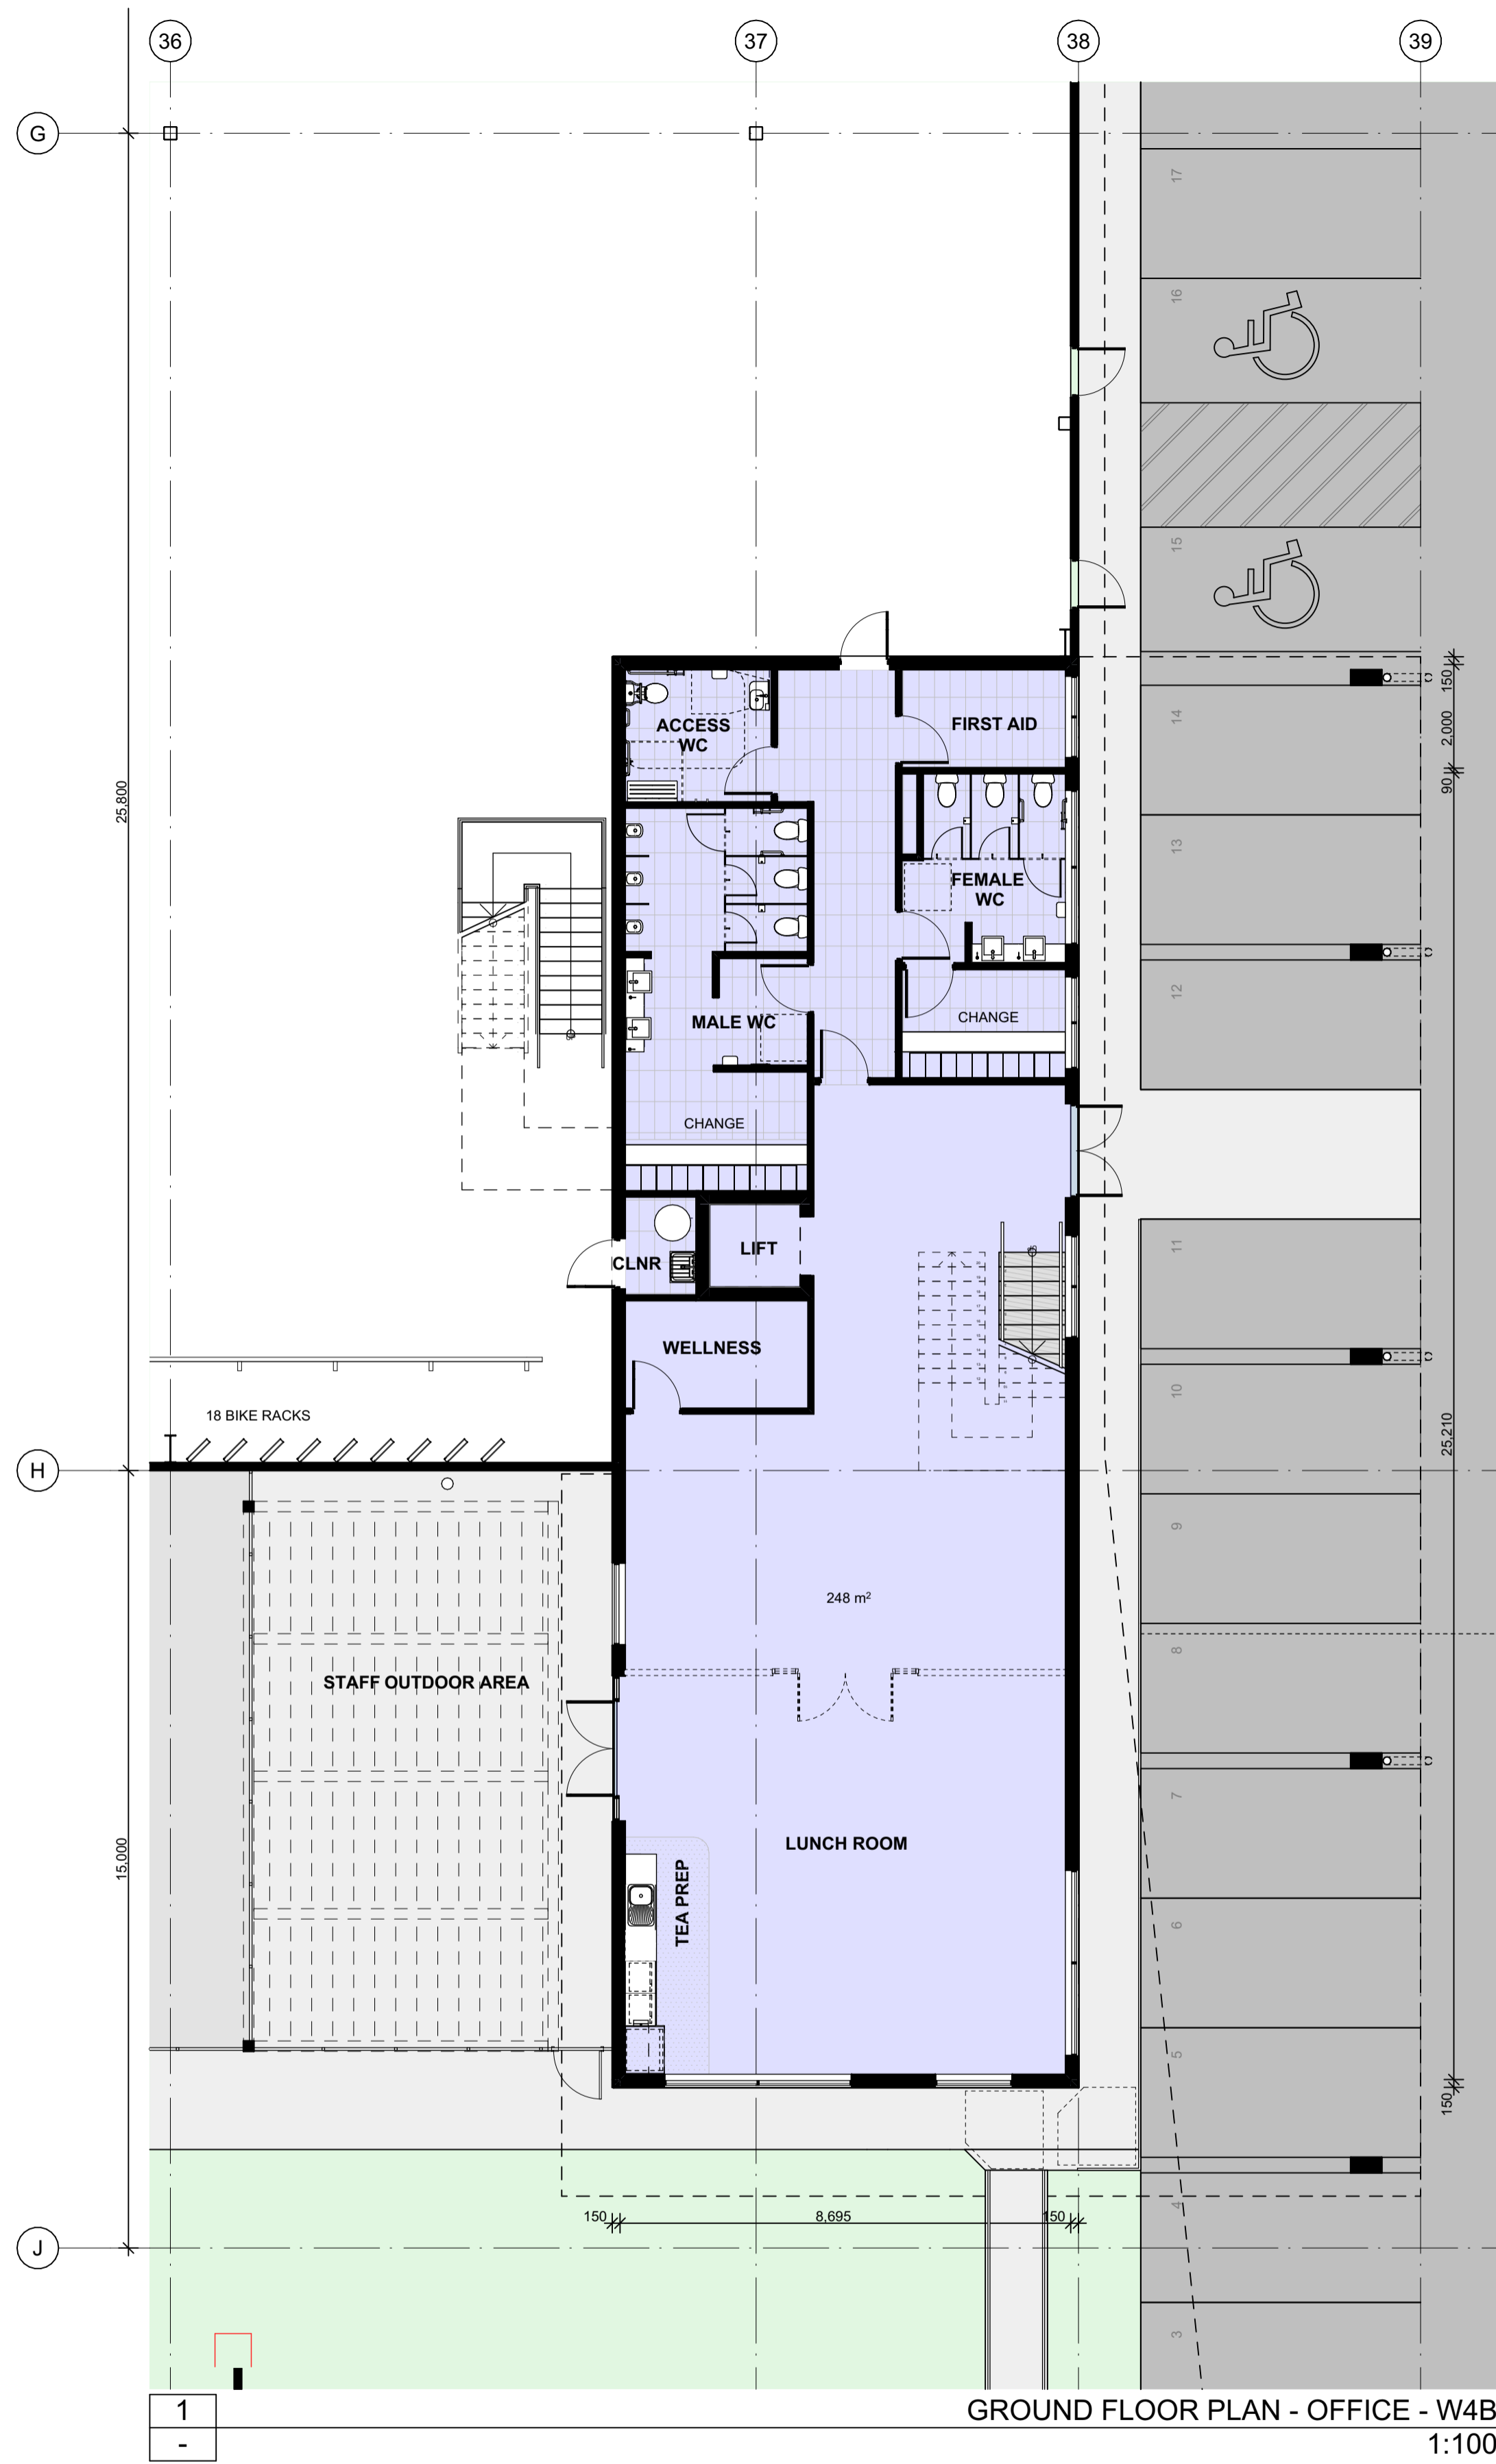 36
37
38
39
G
17
16
15
150
2,000
90
ACCESS
WC
FIRST AID
14
25,800
13
FEMALE
WC
12
CHANGE
MALE WC
CHANGE
CLNR
LIFT
11
WELLNESS
10
18 BIKE RACKS
25,210
H
9
248 m²
8
STAFF OUTDOOR AREA
7
LUNCH ROOM
15,000
TEA PREP
6
5
150
4
150
8,695
150
J
3
1
GROUND FLOOR PLAN - OFFICE - W4B
-
1:100